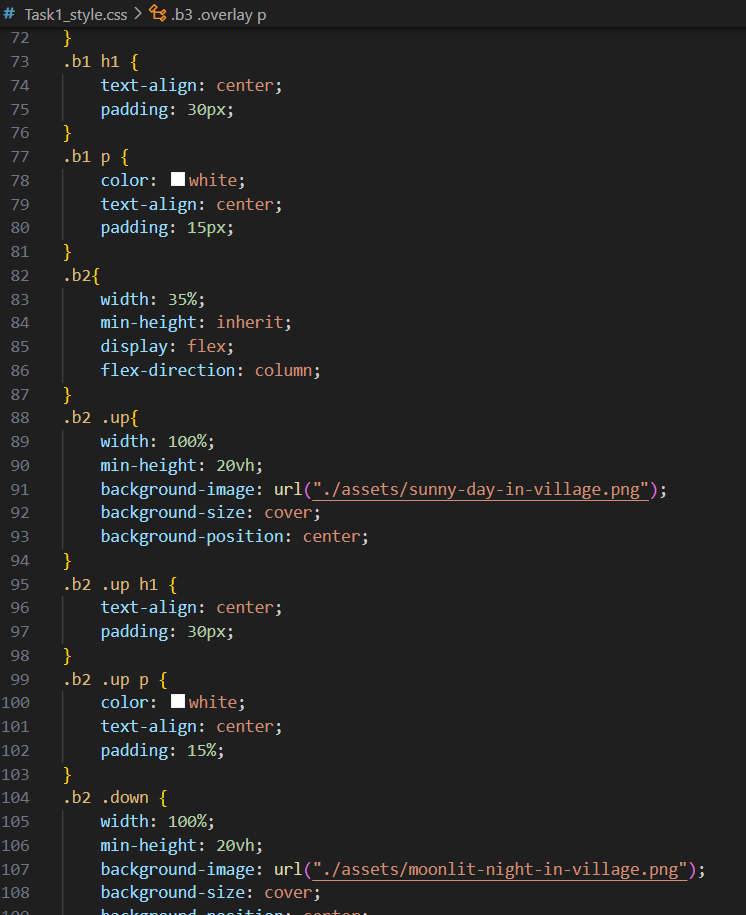 # Task1_style.css > .b3 .overlay p
72 }
73 .b1 h1 {
74 text-align: center;
75 padding: 30px;
76 }
77 .b1 p {
78 color: white;
79 text-align: center;
80 padding: 15px;
81 }
82 .b2{
83 width: 35%;
84 min-height: inherit;
85 display: flex;
86 flex-direction: column;
87 }
88 .b2 .up{
89 width: 100%;
90 min-height: 20vh;
91 background-image: url("./assets/sunny-day-in-village.png");
92 background-size: cover;
93 background-position: center;
94 }
95 .b2 .up h1 {
96 text-align: center;
97 padding: 30px;
98 }
99 .b2 .up p {
100 color: white;
101 text-align: center;
102 padding: 15%;
103 }
104 .b2 .down {
105 width: 100%;
106 min-height: 20vh;
107 background-image: url("./assets/moonlit-night-in-village.png");
108 background-size: cover;
109 background-position: center;